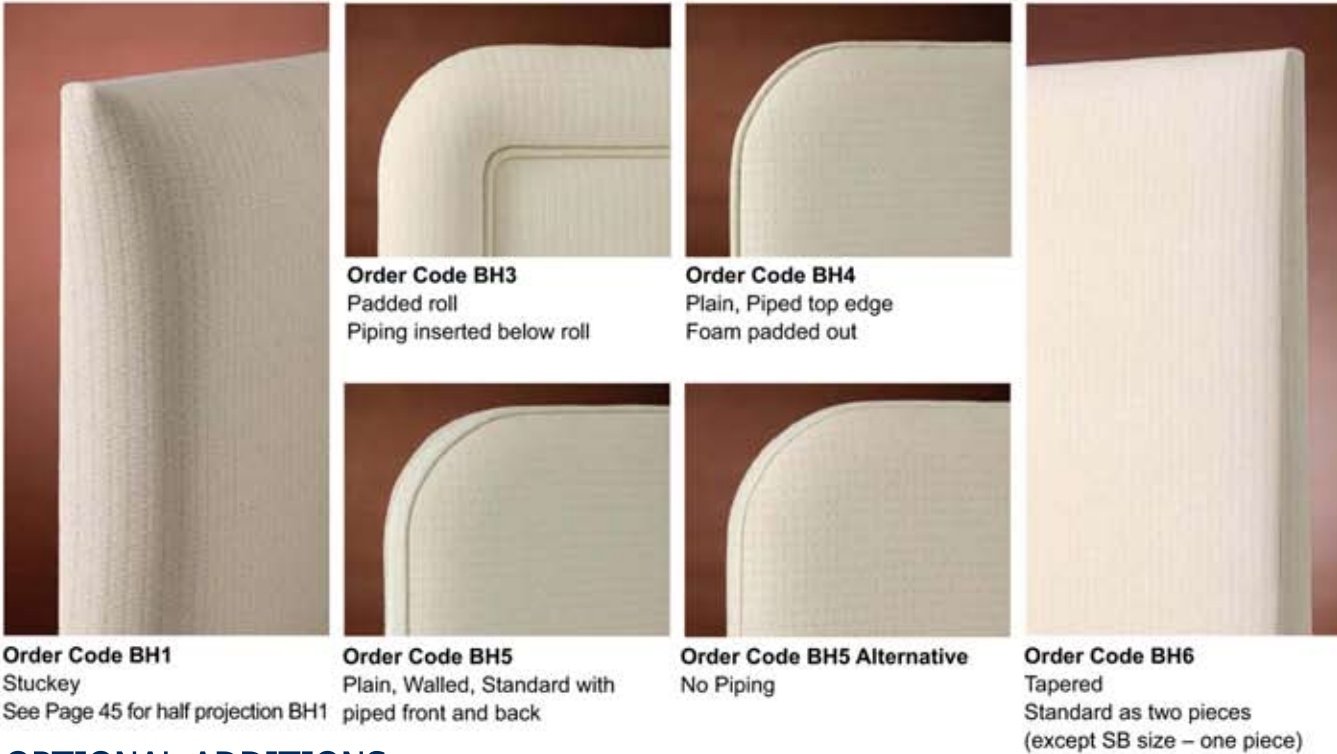 Order Code BH3
Padded roll
Piping inserted below roll
Order Code BH4
Plain, Piped top edge
Foam padded out
Order Code BH1
Stuckey
See Page 45 for half projection BH1
Order Code BH5
Plain, Walled, Standard with
piped front and back
Order Code BH5 Alternative
No Piping
Order Code BH6
Tapered
Standard as two pieces
(except SB size – one piece)
OPTIONAL ADDITIONS